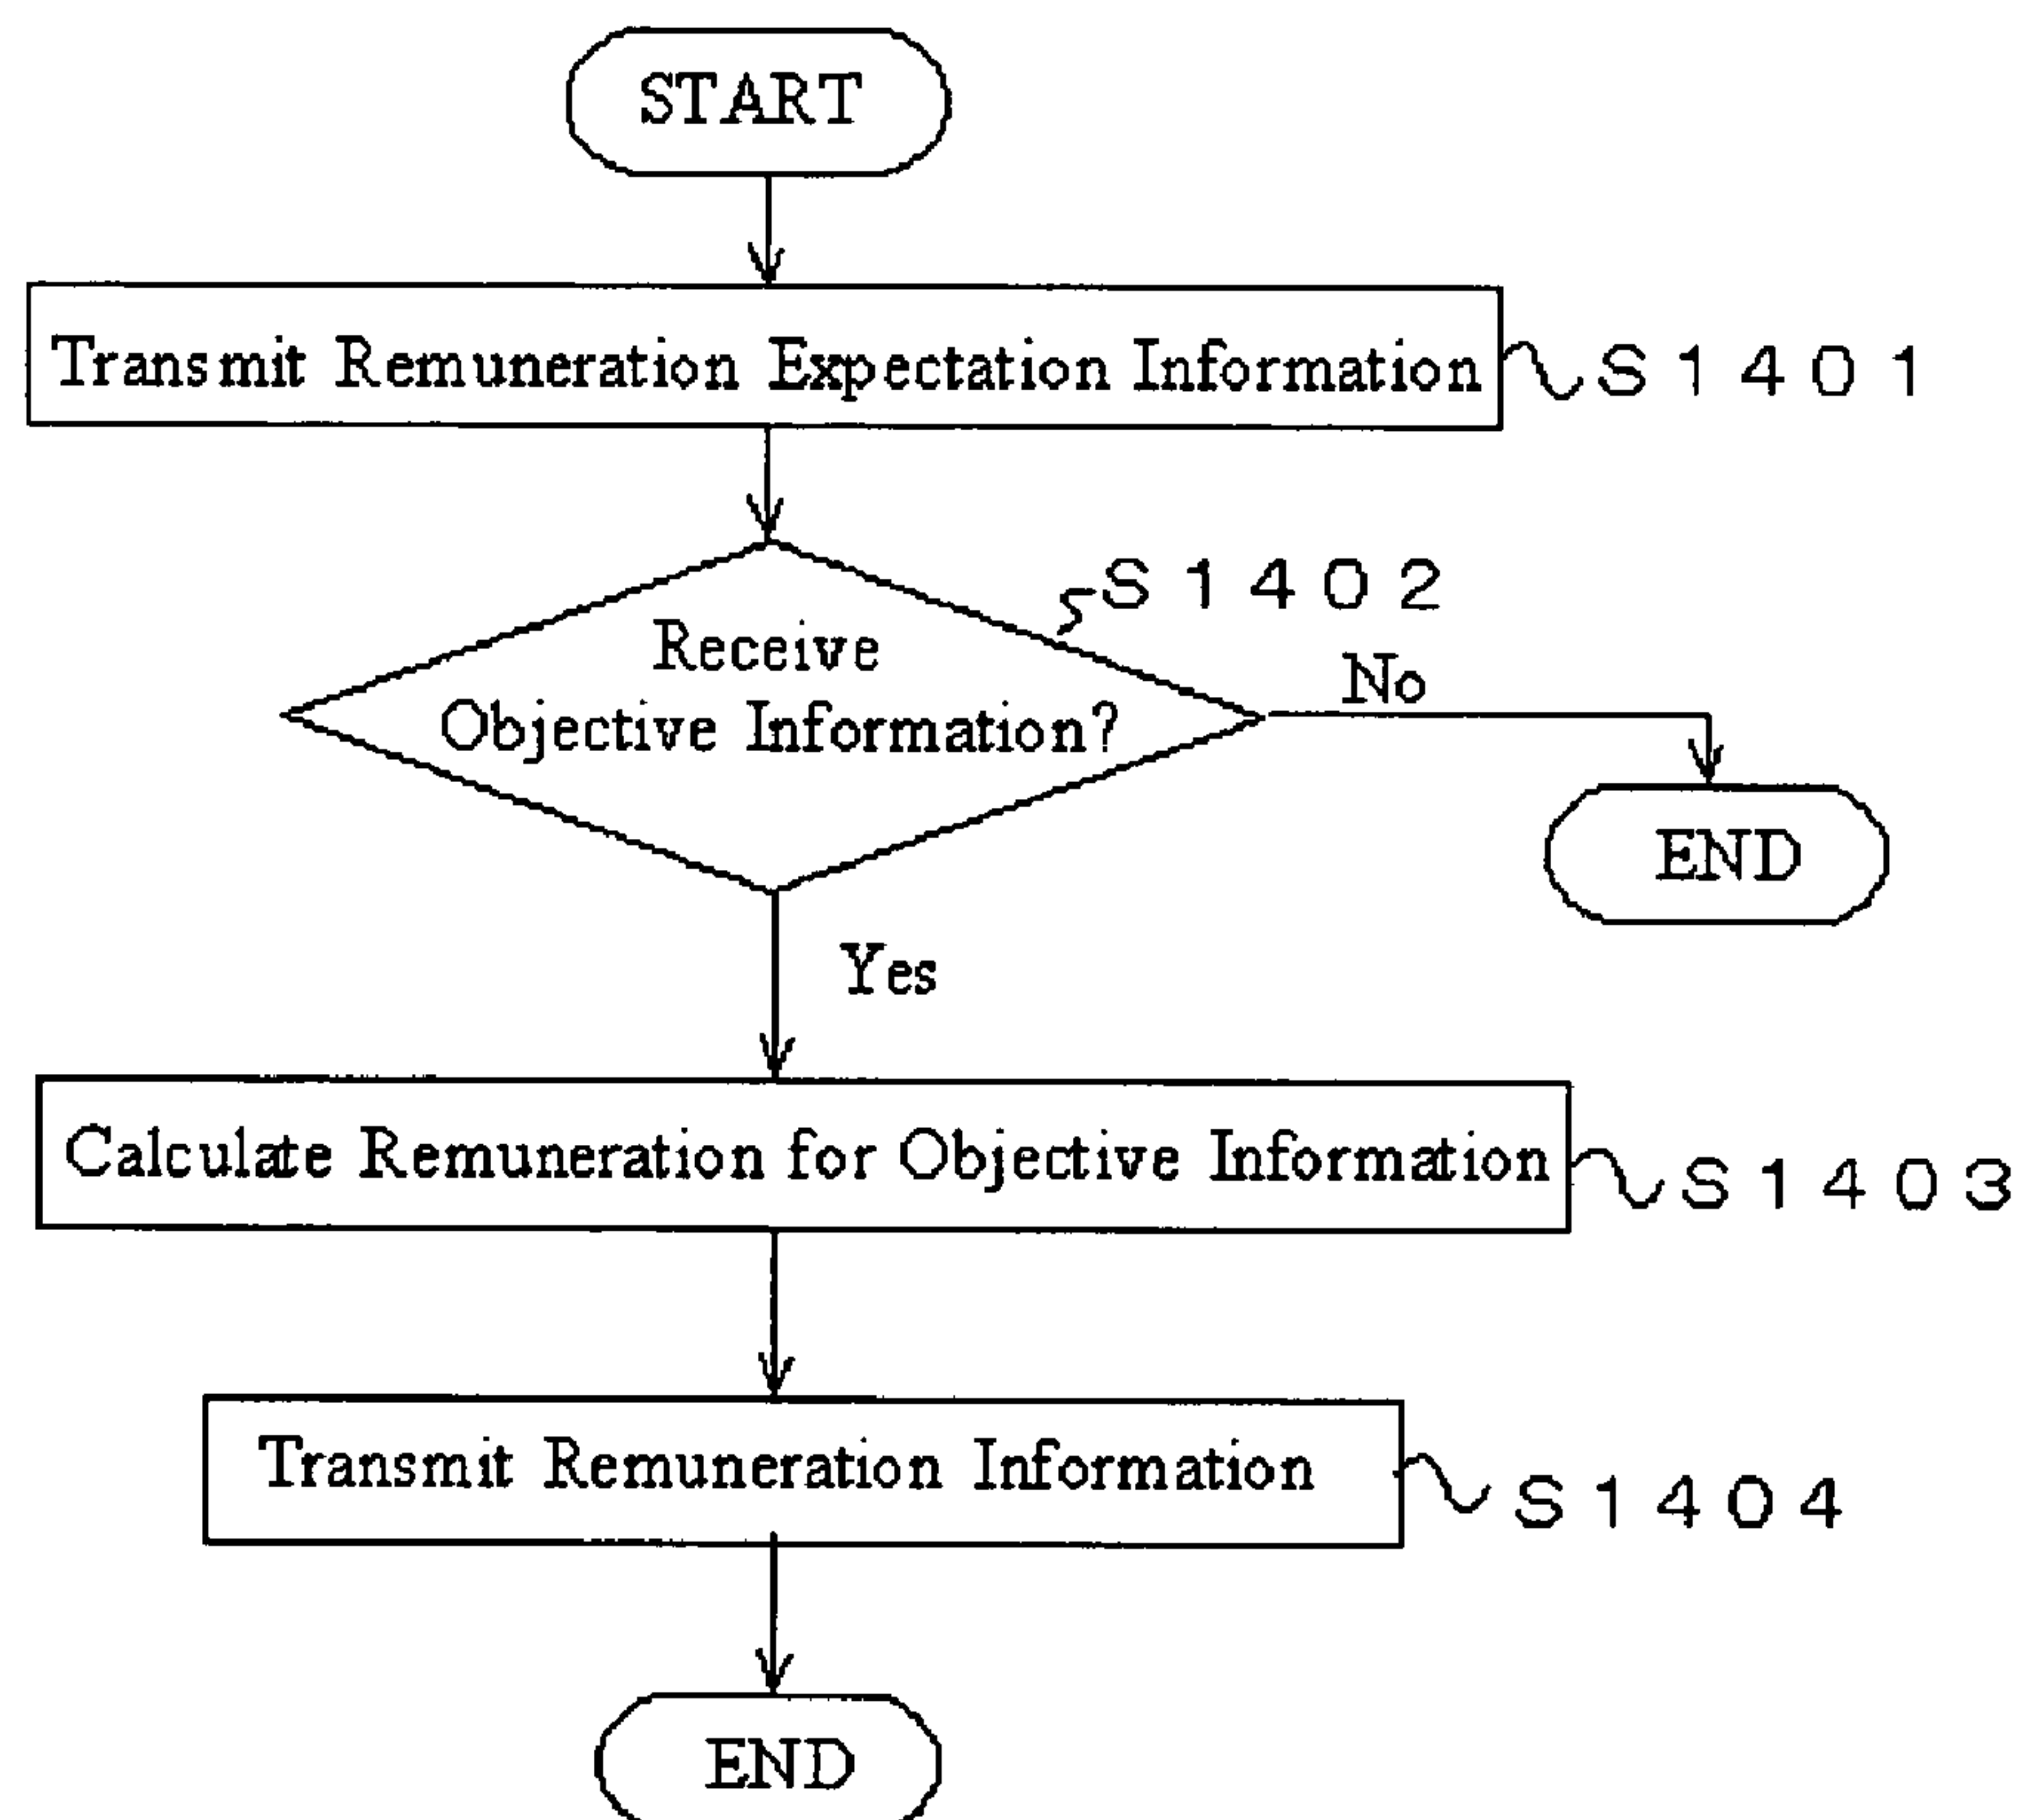 START
Transmit Remuneration Expectation Information
S1401
S1402
Receive
Objective Information?
No
END
Yes
Calculate Remuneration for Objective Information
S1403
Transmit Remuneration Information
S1404
END